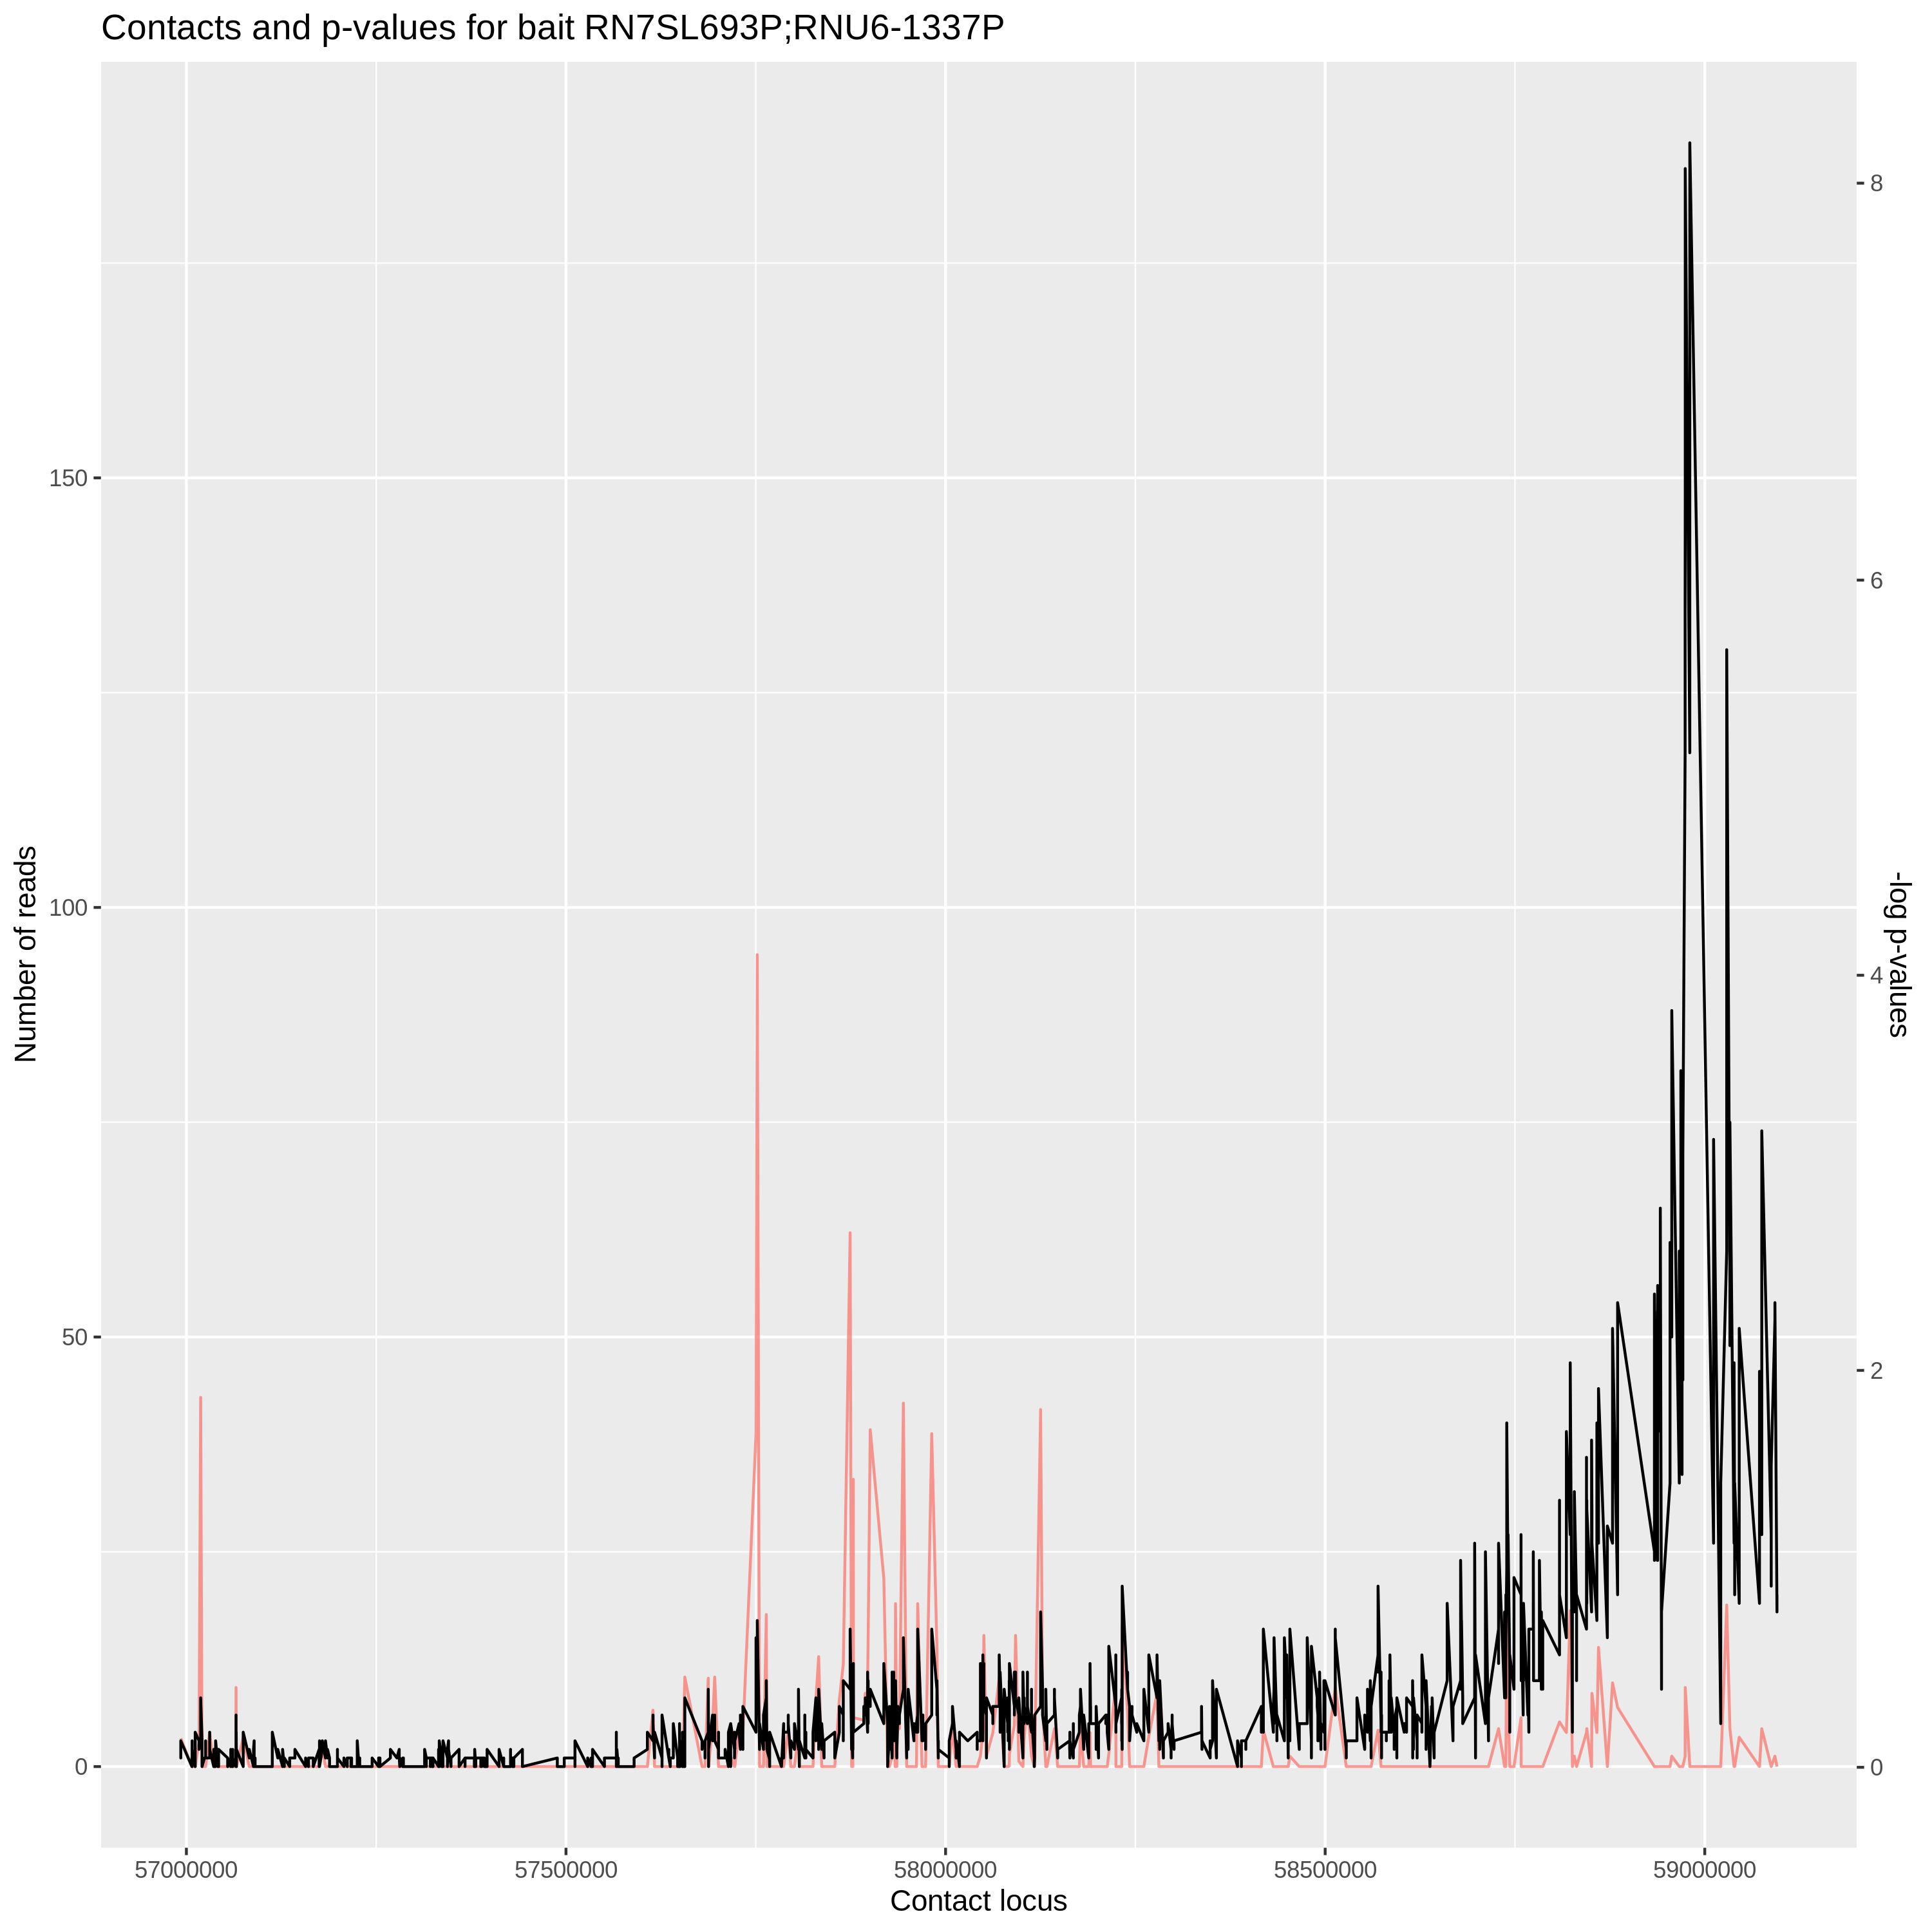 Contacts and p-values for bait RN7SL693P;RNU6-1337P
Number of reads
150
100
50
0
8
6
4
2
0
-log p-values
57000000 57500000 58000000 58500000 59000000
Contact locus